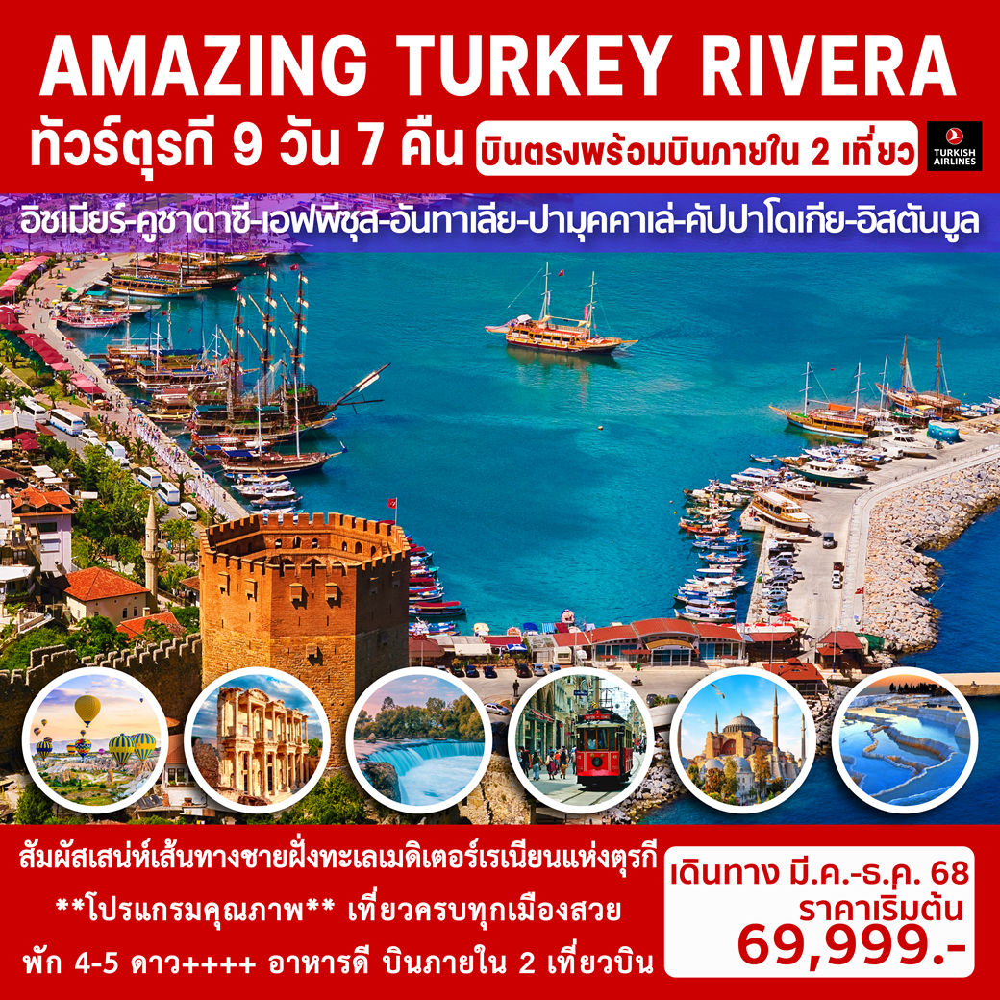 AMAZING TURKEY RIVERA
ทัวร์ตุรกี 9 วัน 7 คืน บินตรงพร้อมบินภายใน 2 เที่ยว
TURKISH
AIRLINES
อิซเมียร์-คูซาดาซี-เอฟฟีซุส-อันทาเลีย-ปามุคคาเล่-คัปปาโดเกีย-อิสตันบูล
สัมผัสเสน่ห์เส้นทางชายฝั่งทะเลเมดิเตอร์เรเนียนแห่งตุรกี
**โปรแกรมคุณภาพ** เที่ยวครบทุกเมืองสวย
พัก 4-5 ดาว++++ อาหารดี บินภายใน 2 เที่ยวบิน
เดินทาง มี.ค.-ธ.ค. 68
ราคาเริ่มต้น
69,999.-